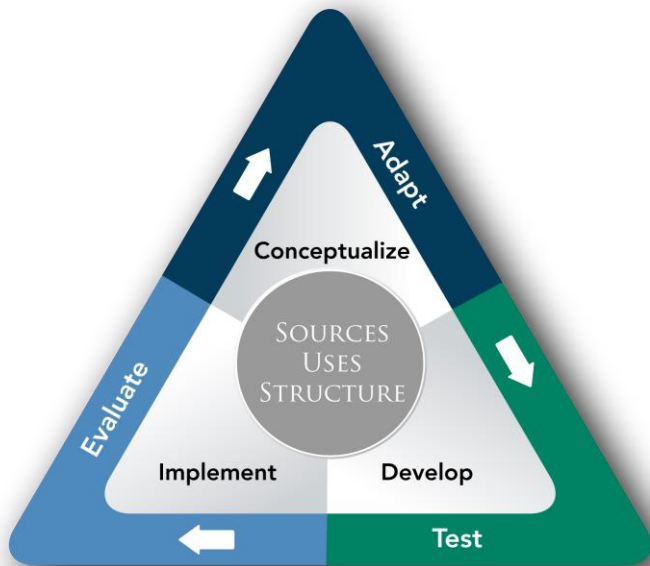 Adapt
Conceptualize
SOURCES
USES
STRUCTURE
Evaluate
Implement
Develop
Test